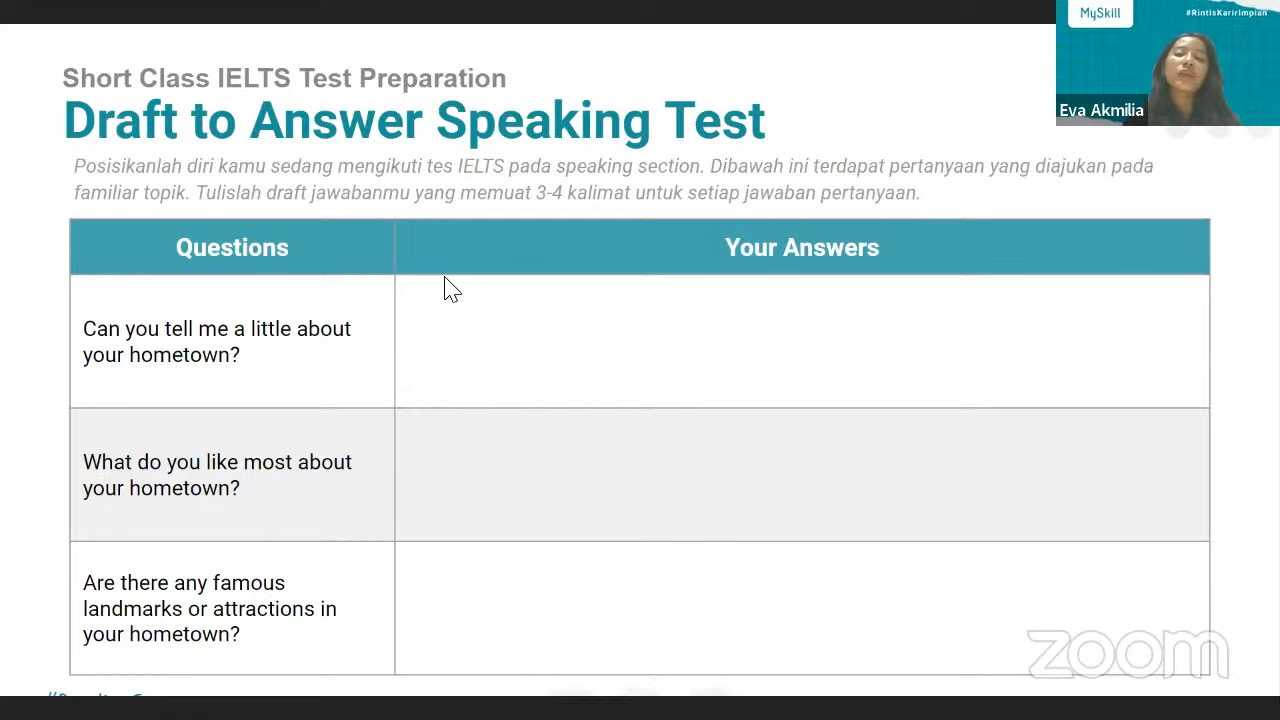 MySkill
#RintisKarirImpian
Eva Akmilia
Short Class IELTS Test Preparation
Draft to Answer Speaking Test
Posisikanlah diri kamu sedang mengikuti tes IELTS pada speaking section. Dibawah ini terdapat pertanyaan yang diajukan pada
familiar topik. Tulislah draft jawabanmu yang memuat 3-4 kalimat untuk setiap jawaban pertanyaan.
Questions
Your Answers
Can you tell me a little about
your hometown?
What do you like most about
your hometown?
Are there any famous
landmarks or attractions in
your hometown?
zoom